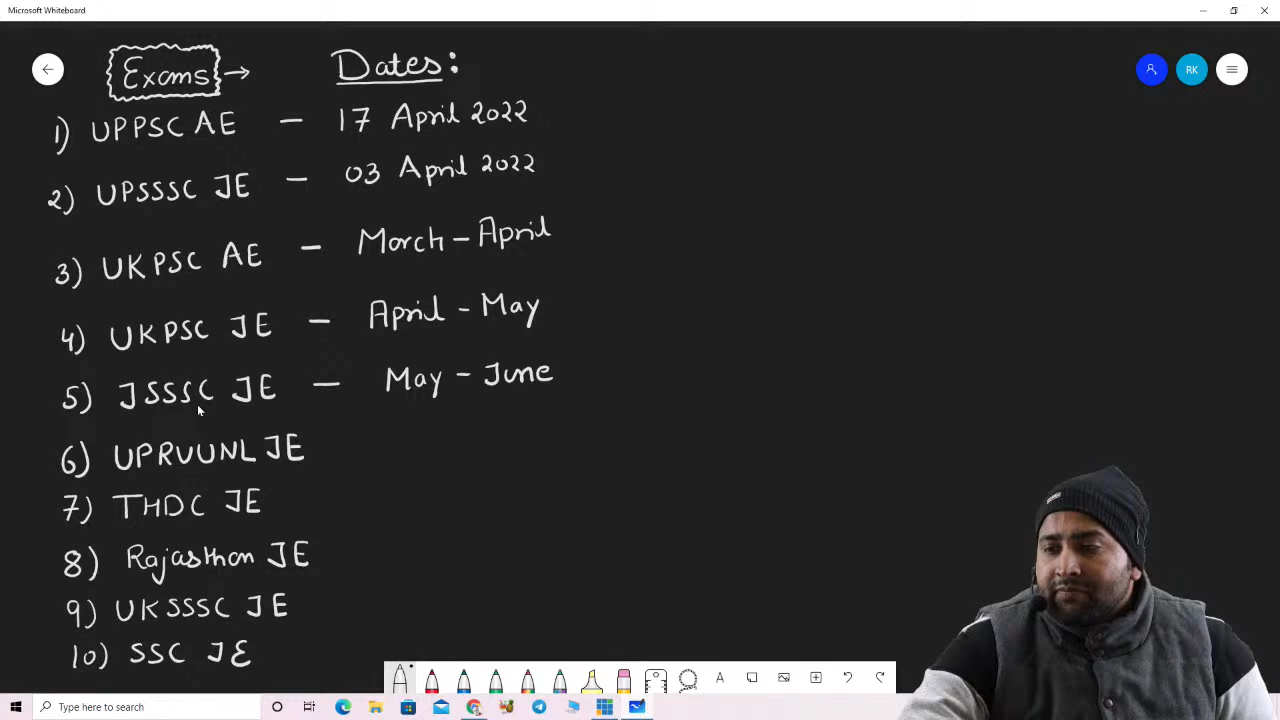 Microsoft Whiteboard
Exams → Dates:
RK
1) UPPSC AE – 17 April 2022
2) UPSSSC JE – 03 April 2022
3) UKPSC AE – March – April
4) UKPSC JE – April – May
5) JSSSC JE – May – June
6) UPRVUNL JE
7) THDC JE
8) Rajasthan JE
9) UKSSSC JE
10) SSC JE
A
Type here to search